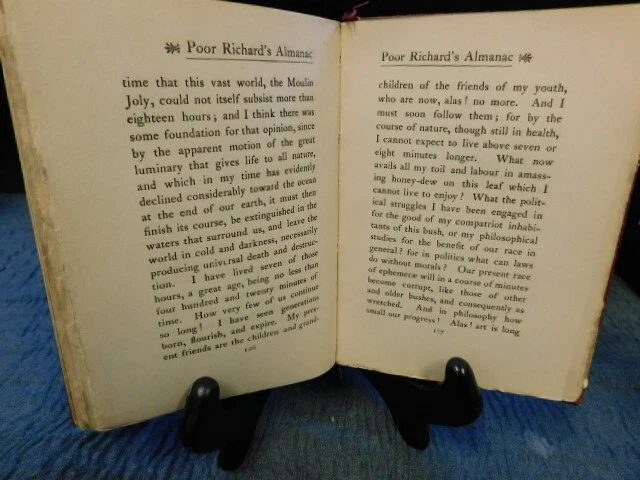 Poor Richard's Almanac
time that this vast world, the Moulin
Joly, could not itself subsist more than
eighteen hours; and I think there was
some foundation for that opinion, since
by the apparent motion of the great
luminary that gives life to all nature,
and which in my time has evidently
declined considerably toward the ocean
at the end of our earth, it must then
finish its course, be extinguished in the
waters that surround us, and leave the
world in cold and darkness, necessarily
producing universal death and destruc-
tion. I have lived seven of those
hours, a great age, being no less than
four hundred and twenty minutes of
time. How very few of us continue
so long! I have seen generations
born, flourish, and expire. My pres-
ent friends are the children and grand-
126
Poor Richard's Almanac
children of the friends of my youth,
who are now, alas! no more. And I
must soon follow them; for by the
course of nature, though still in health,
I cannot expect to live above seven or
eight minutes longer. What now
avails all my toil and labour in amass-
ing honey-dew on this leaf which I
cannot live to enjoy? What the polit-
ical struggles I have been engaged in
for the good of my compatriot inhabi-
tants of this bush, or my philosophical
studies for the benefit of our race in
general? for in politics what can laws
do without morals? Our present race
of ephemeræ will in a course of minutes
become corrupt, like those of other
and older bushes, and consequently as
wretched. And in philosophy how
small our progress! Alas! art is long
127